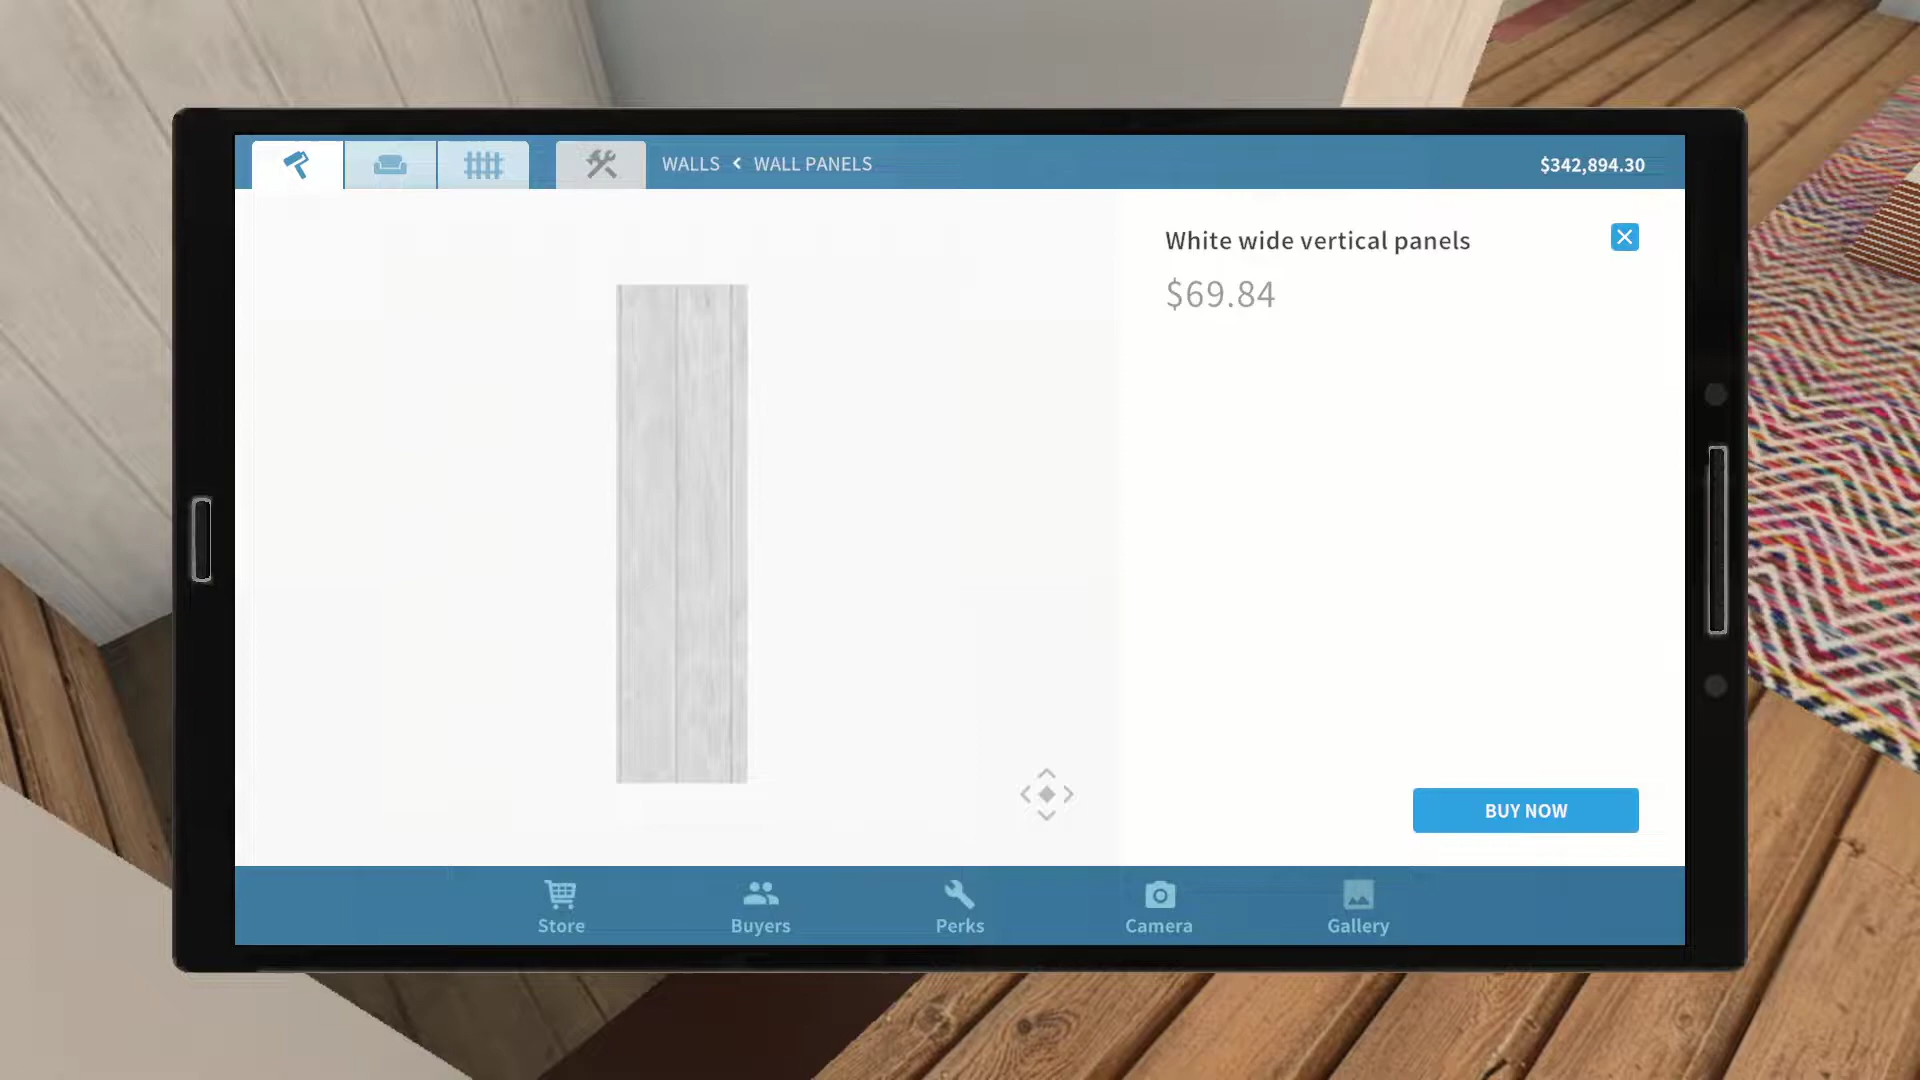 WALLS < WALL PANELS
$342,894.30
White wide vertical panels
$69.84
BUY NOW
Store
Buyers
Perks
Camera
Gallery